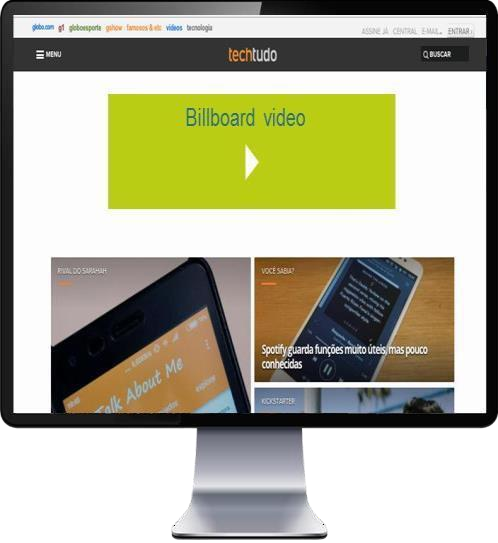 globo.com g1 globoesporte gshow famosos & etc vídeos tecnologia
ASSINE JÁ CENTRAL E-MAIL ENTRAR ›
MENU techtudo BUSCAR
Billboard video
RIVAL DO SARAHAH
Talk About Me
explore
VOCÊ SABIA?
Spotify guarda funções muito úteis, mas pouco
conhecidas
KICKSTARTER